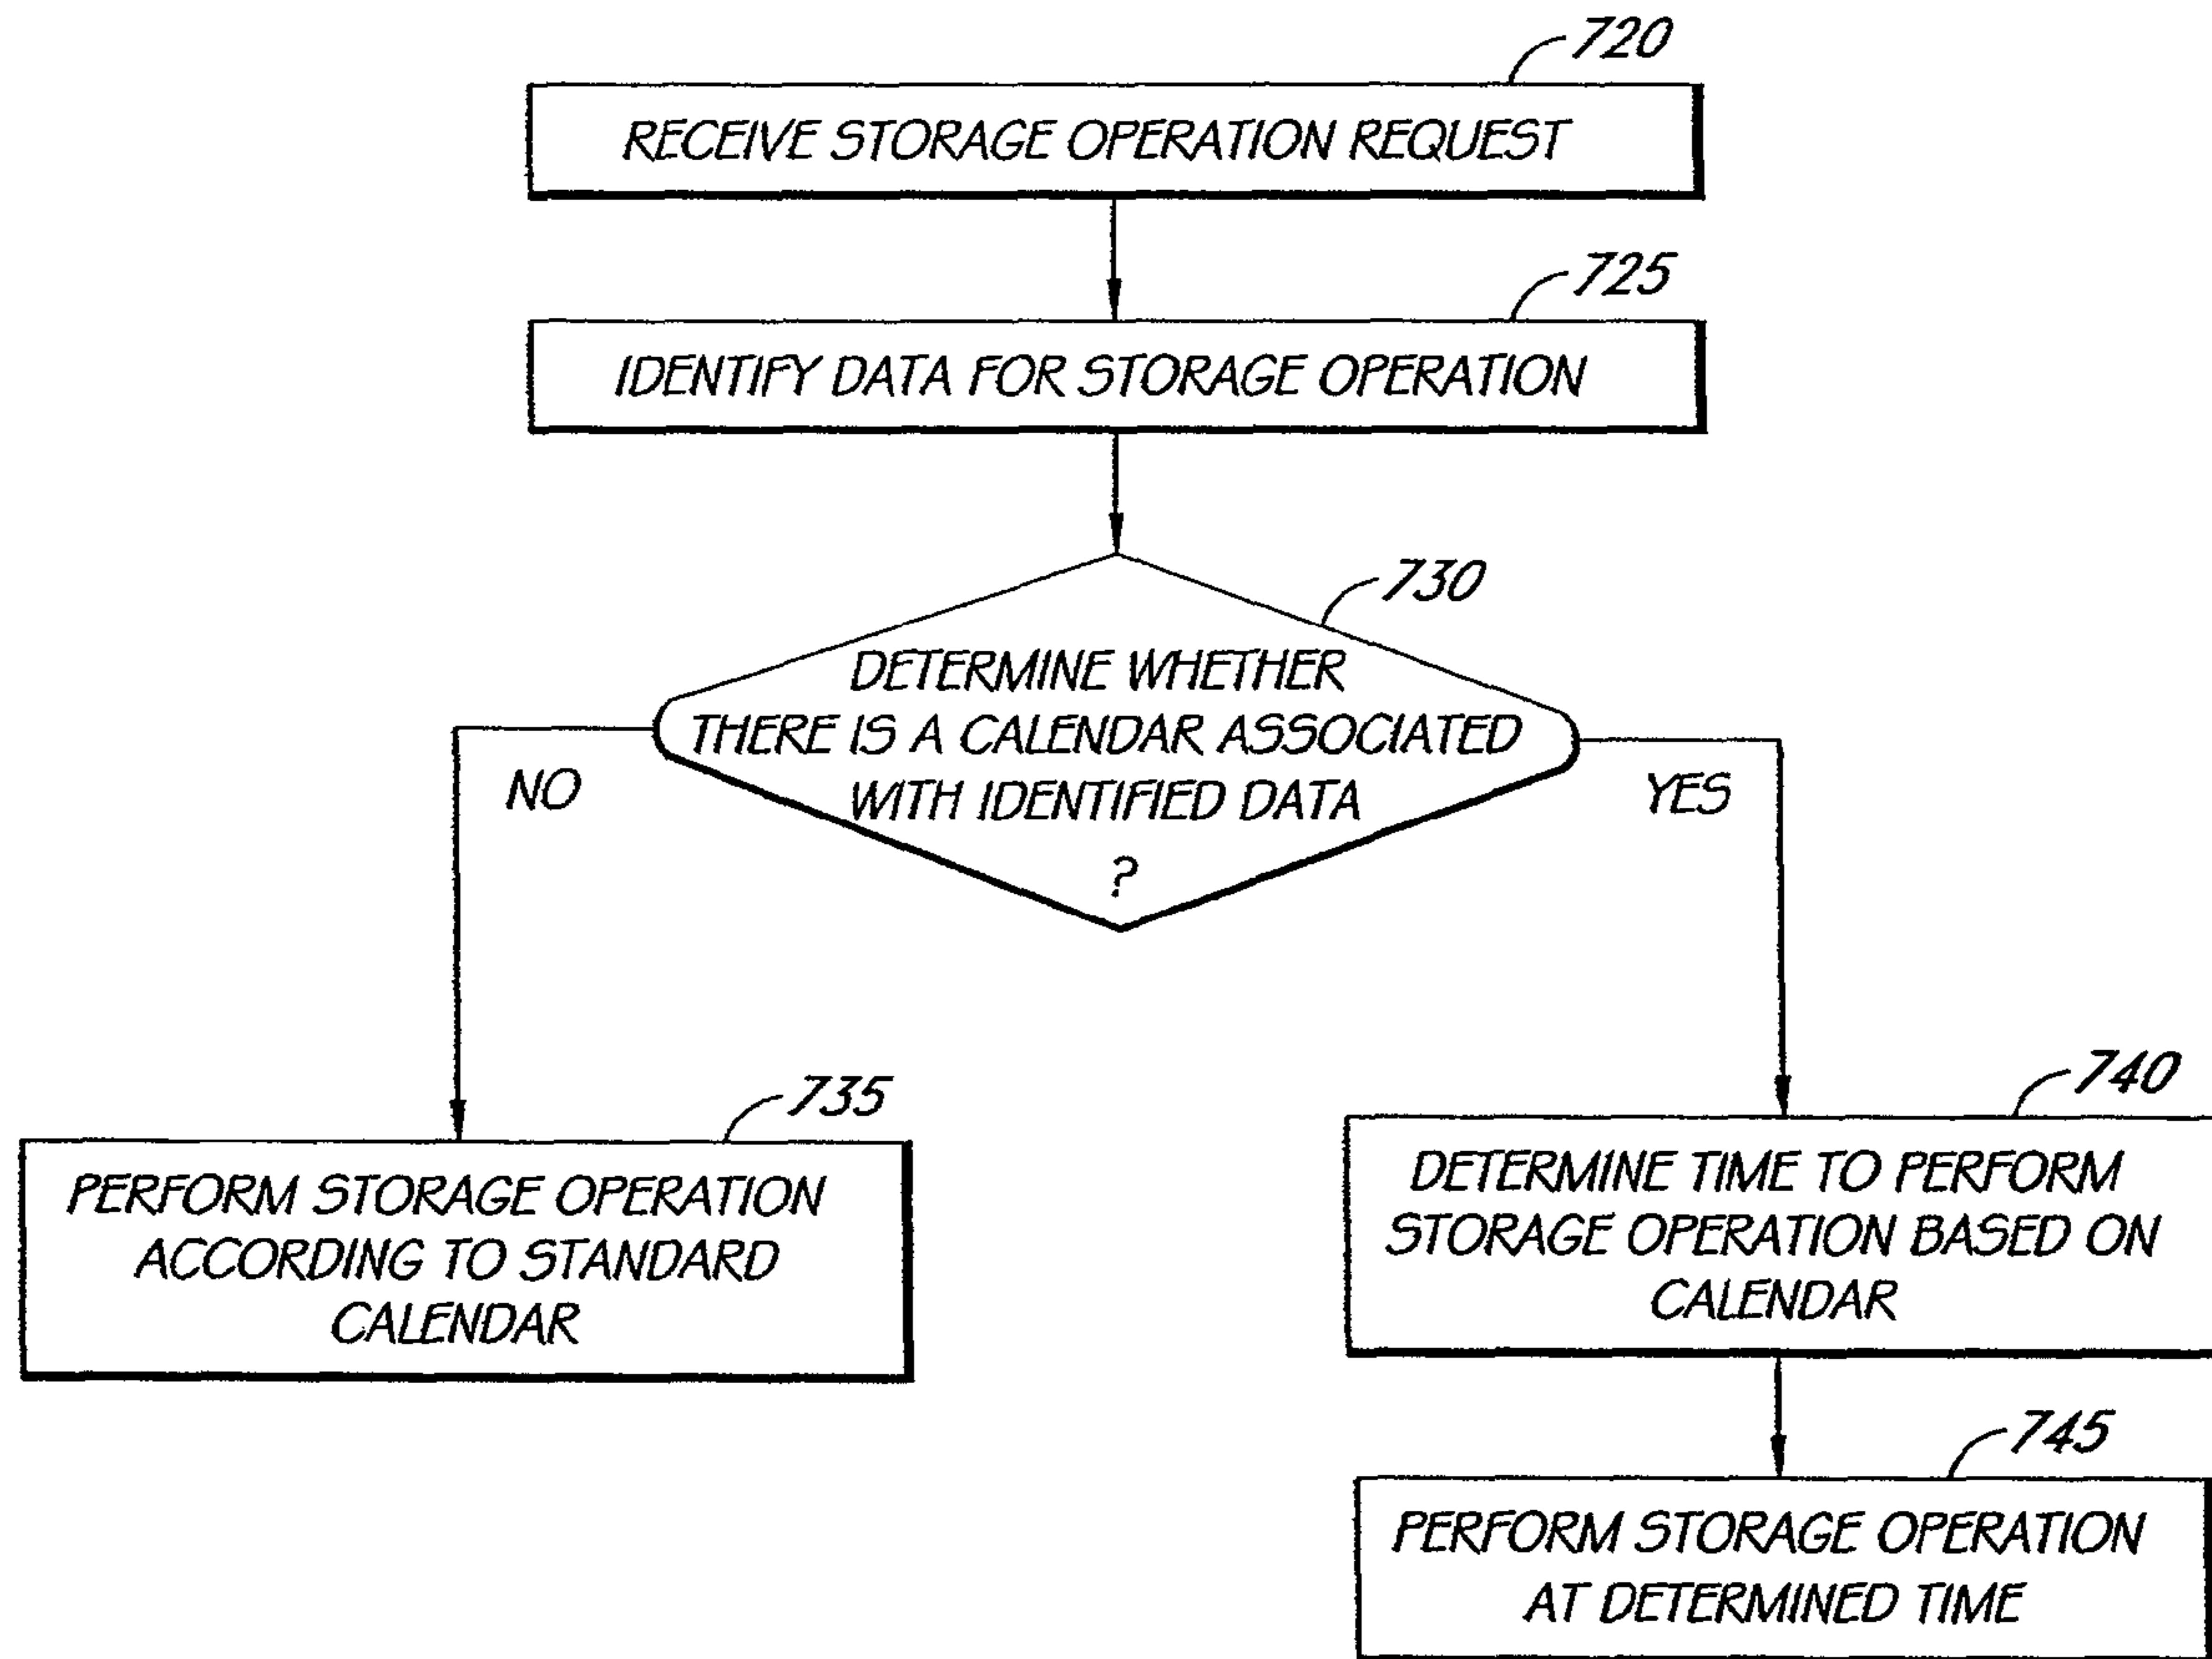 720
RECEIVE STORAGE OPERATION REQUEST
725
IDENTIFY DATA FOR STORAGE OPERATION
730
DETERMINE WHETHER
THERE IS A CALENDAR ASSOCIATED
WITH IDENTIFIED DATA
?
NO
YES
735
PERFORM STORAGE OPERATION
ACCORDING TO STANDARD
CALENDAR
740
DETERMINE TIME TO PERFORM
STORAGE OPERATION BASED ON
CALENDAR
745
PERFORM STORAGE OPERATION
AT DETERMINED TIME